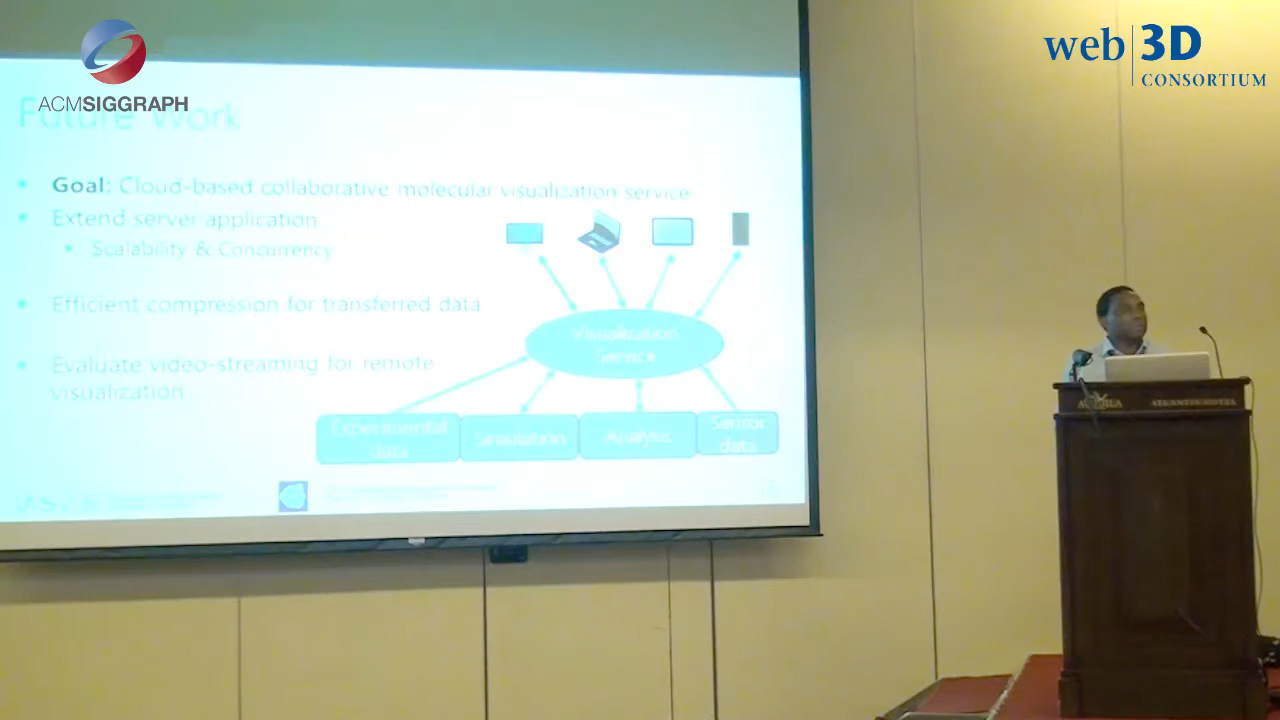 ACMSIGGRAPH
web 3D
CONSORTIUM
Future Work
Goal: Cloud-based collaborative molecular visualization service
Extend server application
Scalability & Concurrency
Efficient compression for transferred data
Evaluate video-streaming for remote
visualization
Visualization
Service
Experimental
data
Simulation
Analysis
Sensor
data